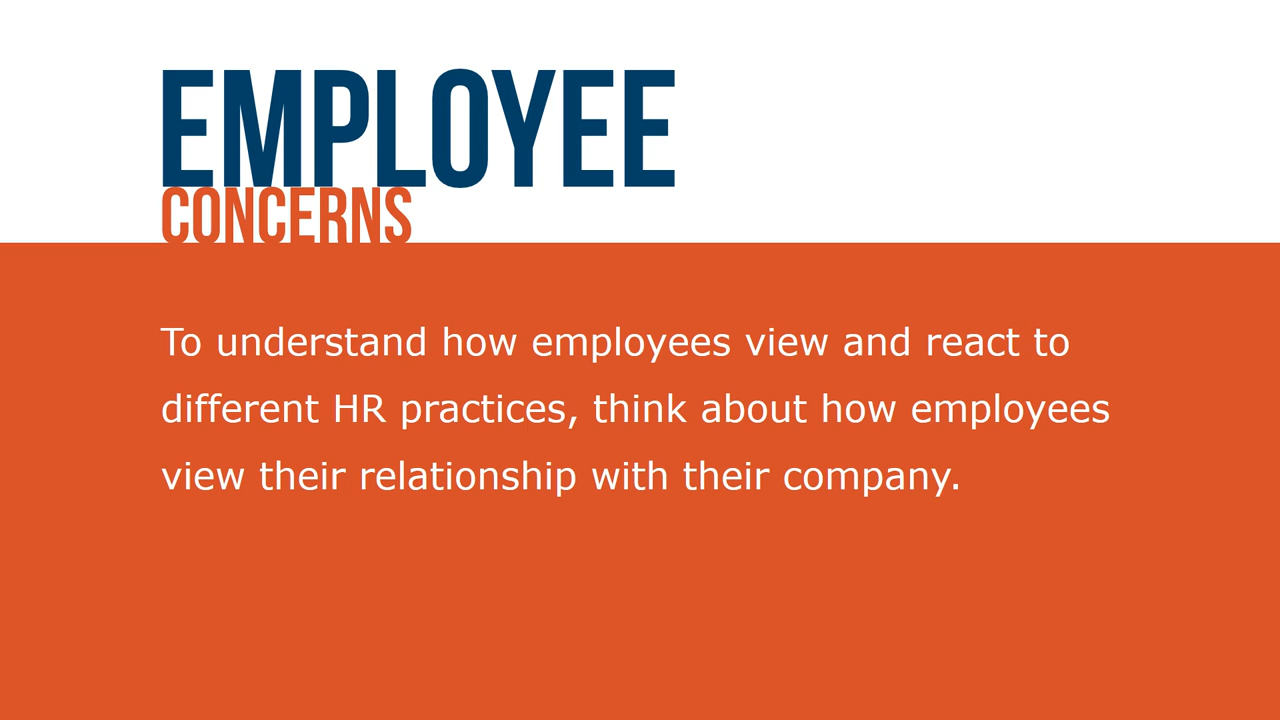 EMPLOYEE
CONCERNS
To understand how employees view and react to
different HR practices, think about how employees
view their relationship with their company.